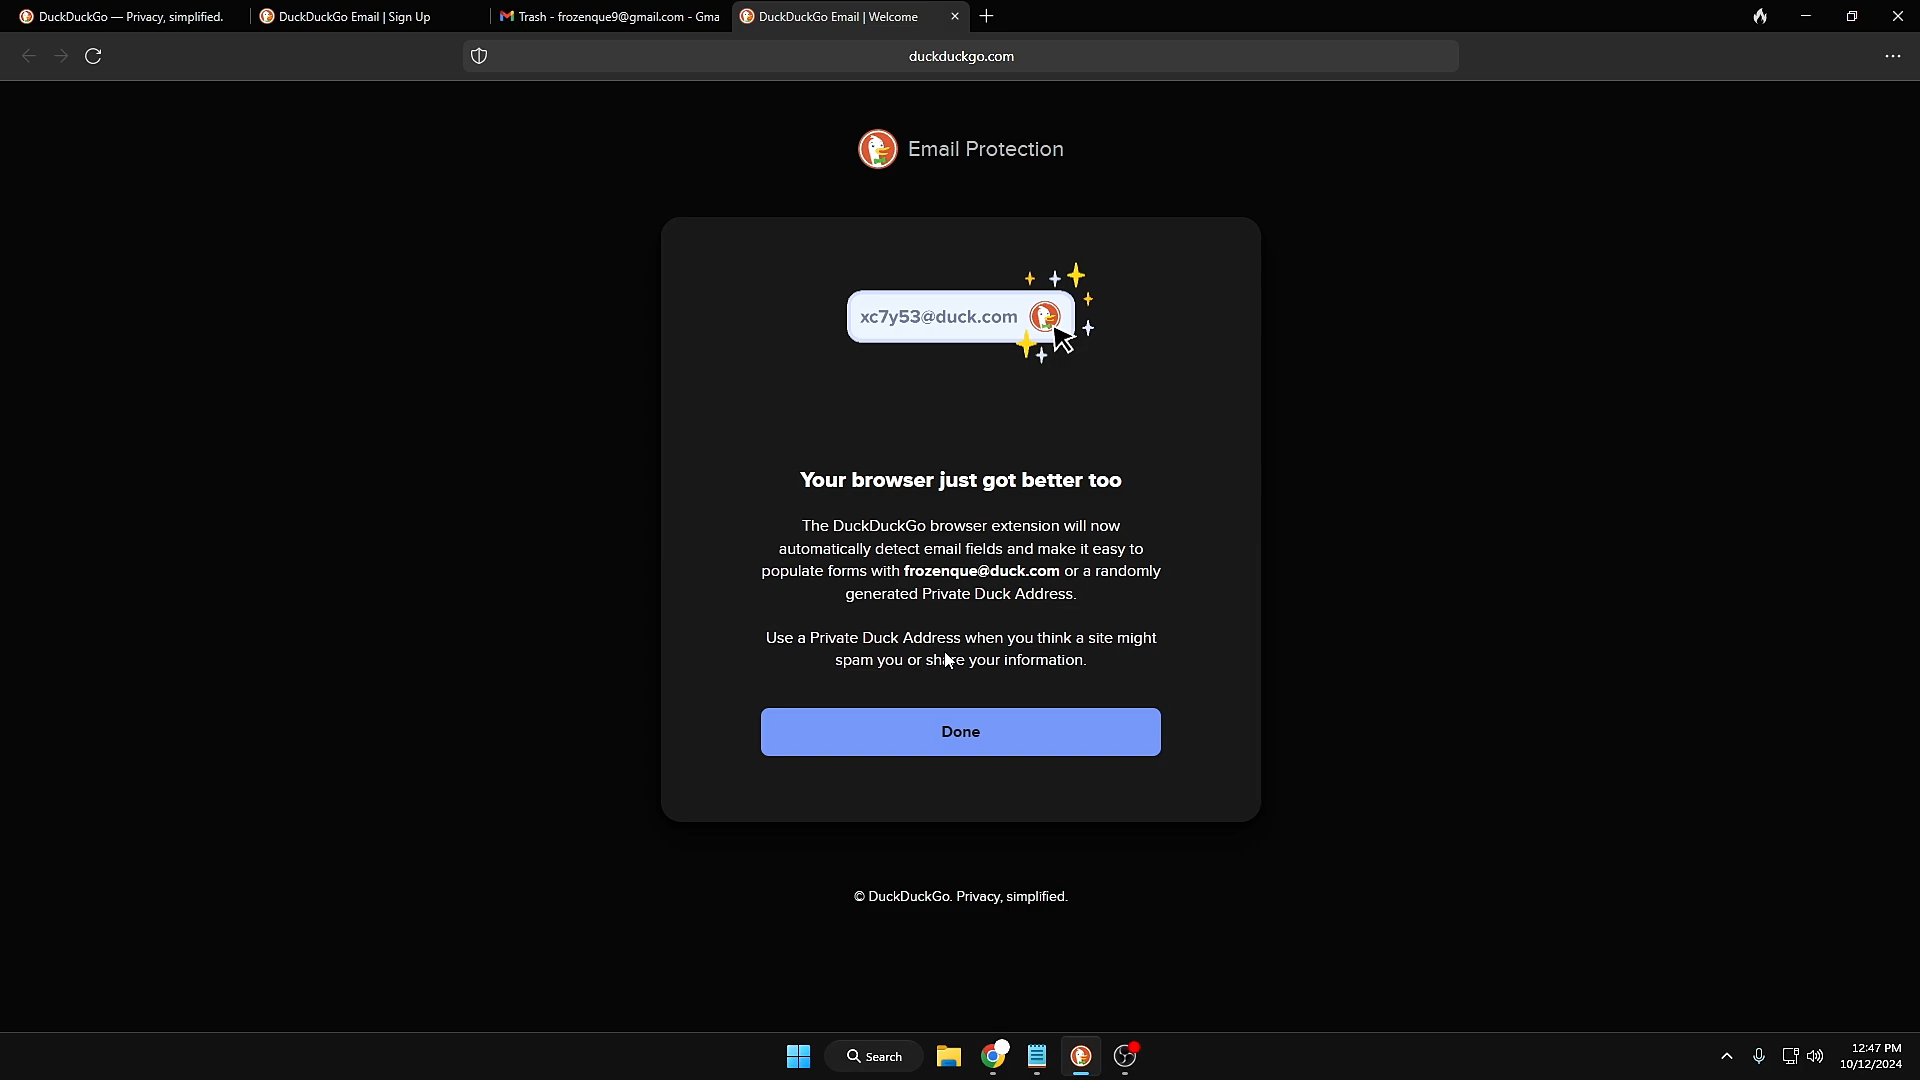 DuckDuckGo — Privacy, simplified.
DuckDuckGo Email | Sign Up
Trash - frozenque9@gmail.com - Gma
DuckDuckGo Email | Welcome
duckduckgo.com
Email Protection
xc7y53@duck.com
Your browser just got better too
The DuckDuckGo browser extension will now
automatically detect email fields and make it easy to
populate forms with frozenque@duck.com or a randomly
generated Private Duck Address.
Use a Private Duck Address when you think a site might
spam you or share your information.
Done
© DuckDuckGo. Privacy, simplified.
Search
12:47 PM
10/12/2024